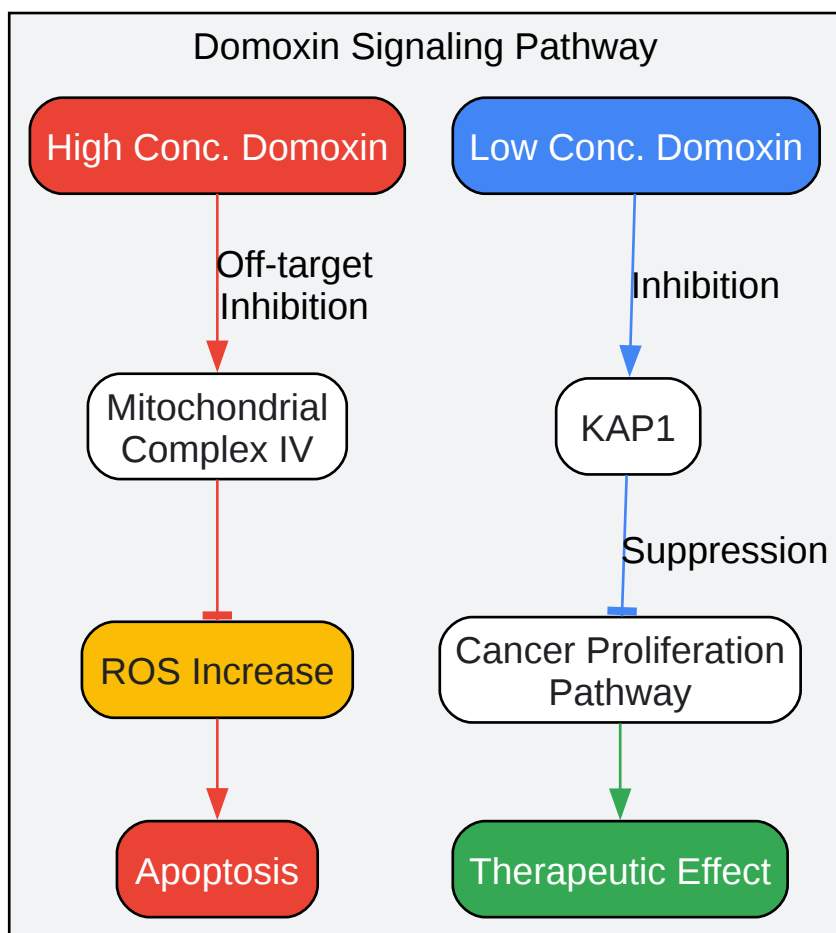 Domoxin Signaling Pathway
High Conc. Domoxin
Low Conc. Domoxin
Off-target
Inhibition
Inhibition
Mitochondrial
Complex IV
KAP1
Suppression
ROS Increase
Cancer Proliferation
Pathway
Apoptosis
Therapeutic Effect